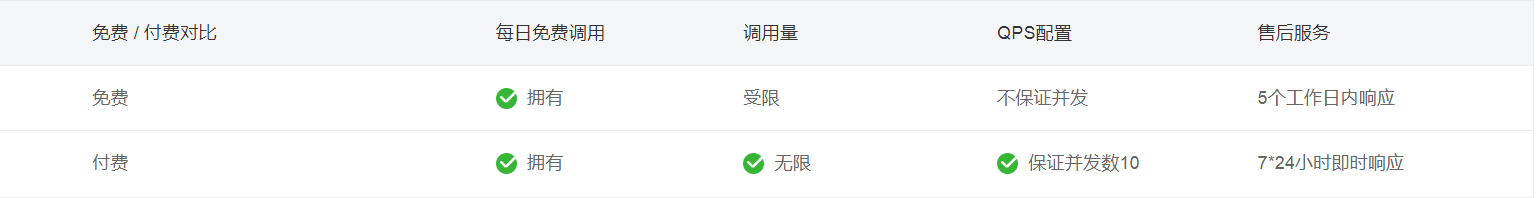 免费 / 付费对比 每日免费调用 调用量 QPS配置 售后服务
免费 拥有 受限 不保证并发 5个工作日内响应
付费 拥有 无限 保证并发数10 7*24小时即时响应